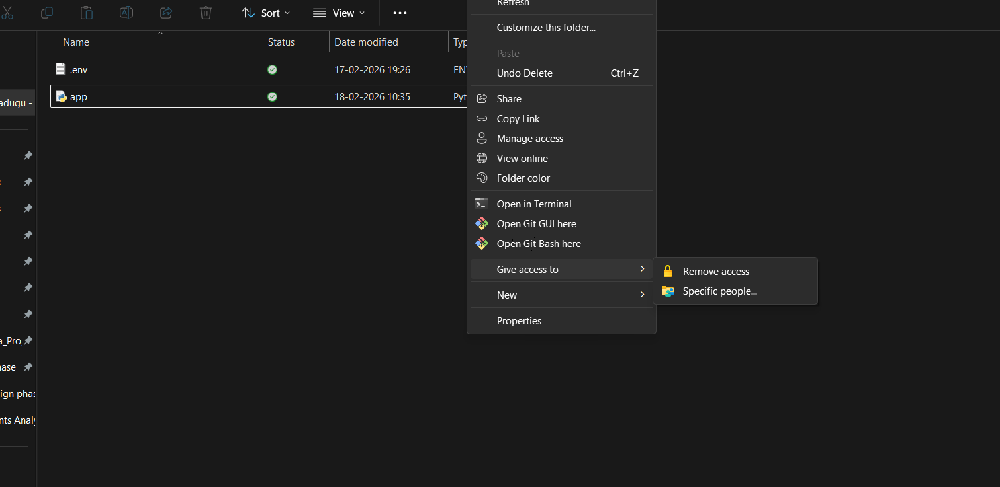 Sort
View
Refresh
Customize this folder...
Paste
Undo Delete Ctrl+Z
Share
Copy Link
Manage access
View online
Folder color
Open in Terminal
Open Git GUI here
Open Git Bash here
Give access to
New
Properties
Remove access
Specific people...
Name Status Date modified Typ
.env 17-02-2026 19:26 EN
app 18-02-2026 10:35 Pyt
adugu -
s
s
a_Pro
hase
ign phas
nts Analy